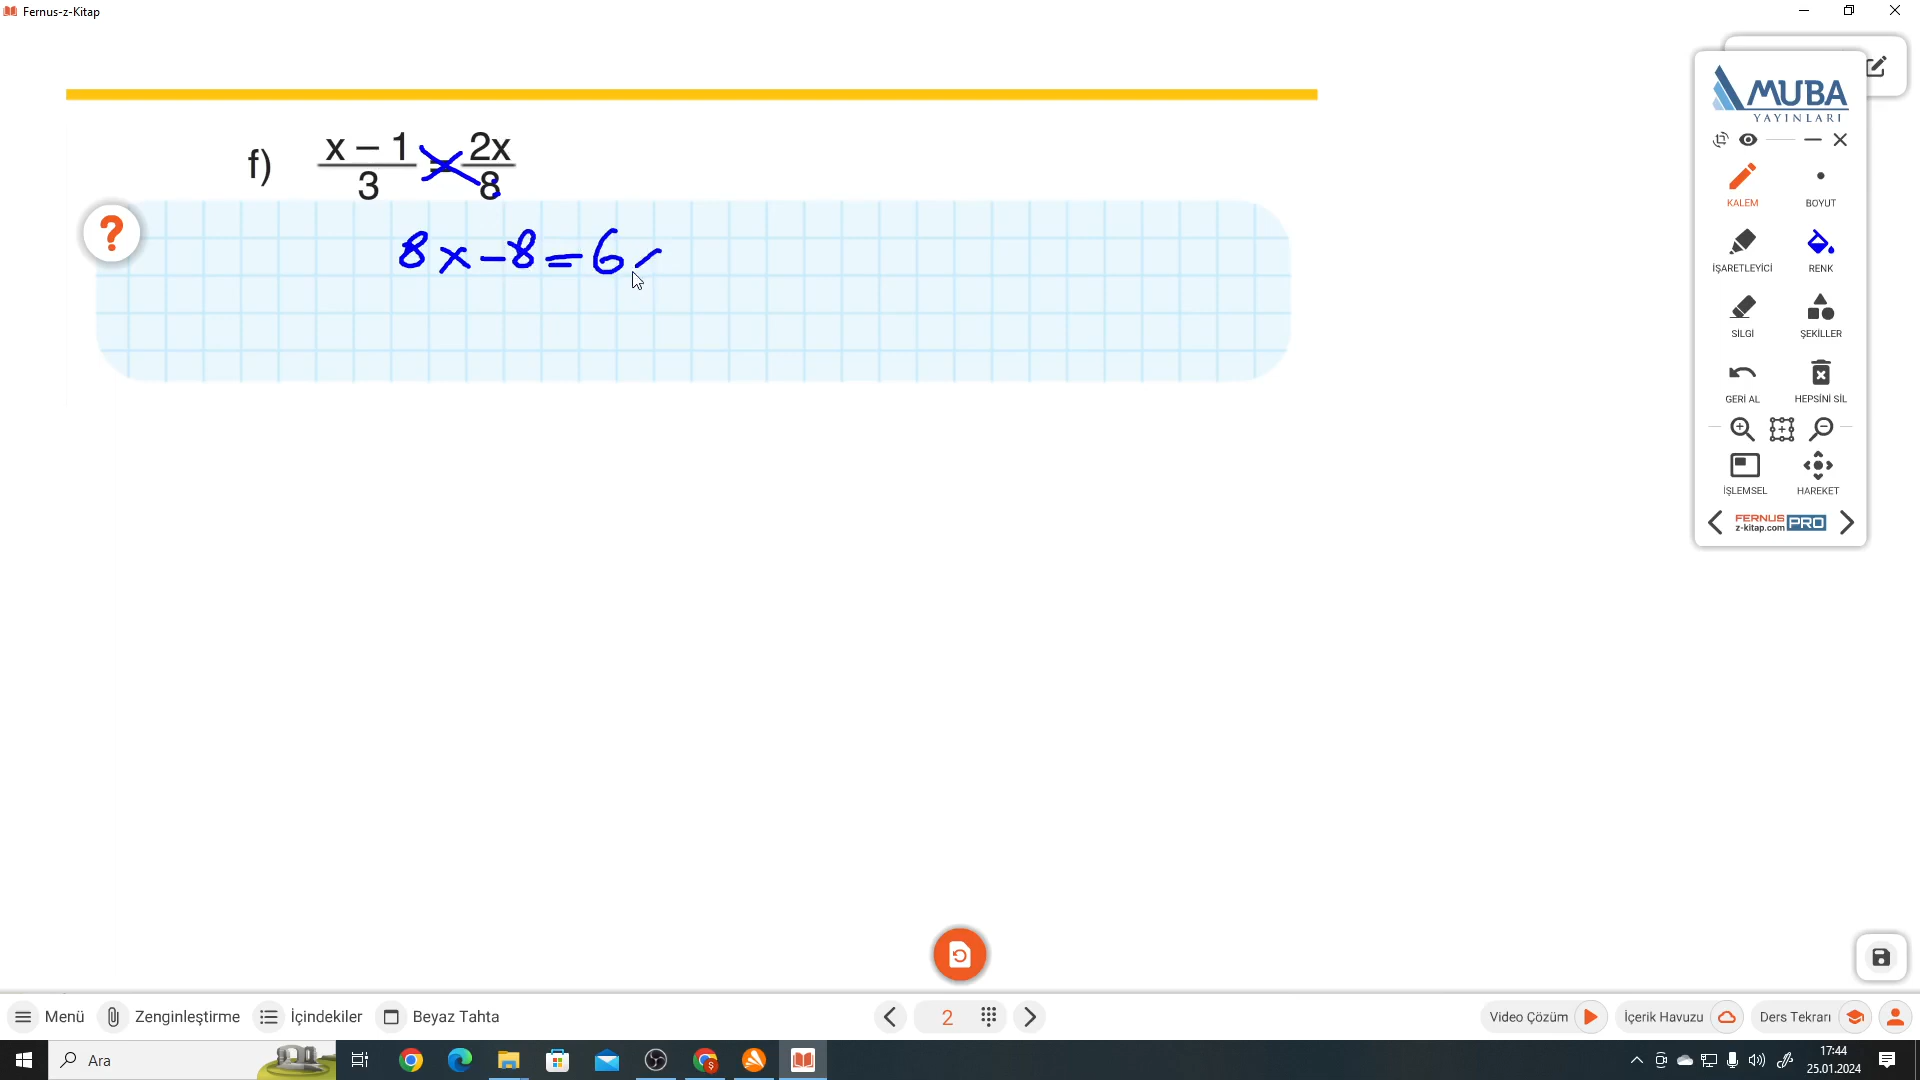 Fernus-z-Kitap
f) x – 1 / 3 = 2x / 8
8x – 8 = 6
?
MUBA
YAYINLARI
KALEM
BOYUT
İŞARETLEYİCİ
RENK
SİLGİ
ŞEKİLLER
GERİ AL
HEPSİNİ SİL
İŞLEMSEL
HAREKET
FERNUS PRO
z-kitap.com
Menü
Zenginleştirme
İçindekiler
Beyaz Tahta
2
Video Çözüm
İçerik Havuzu
Ders Tekrarı
Ara
17:44
25.01.2024